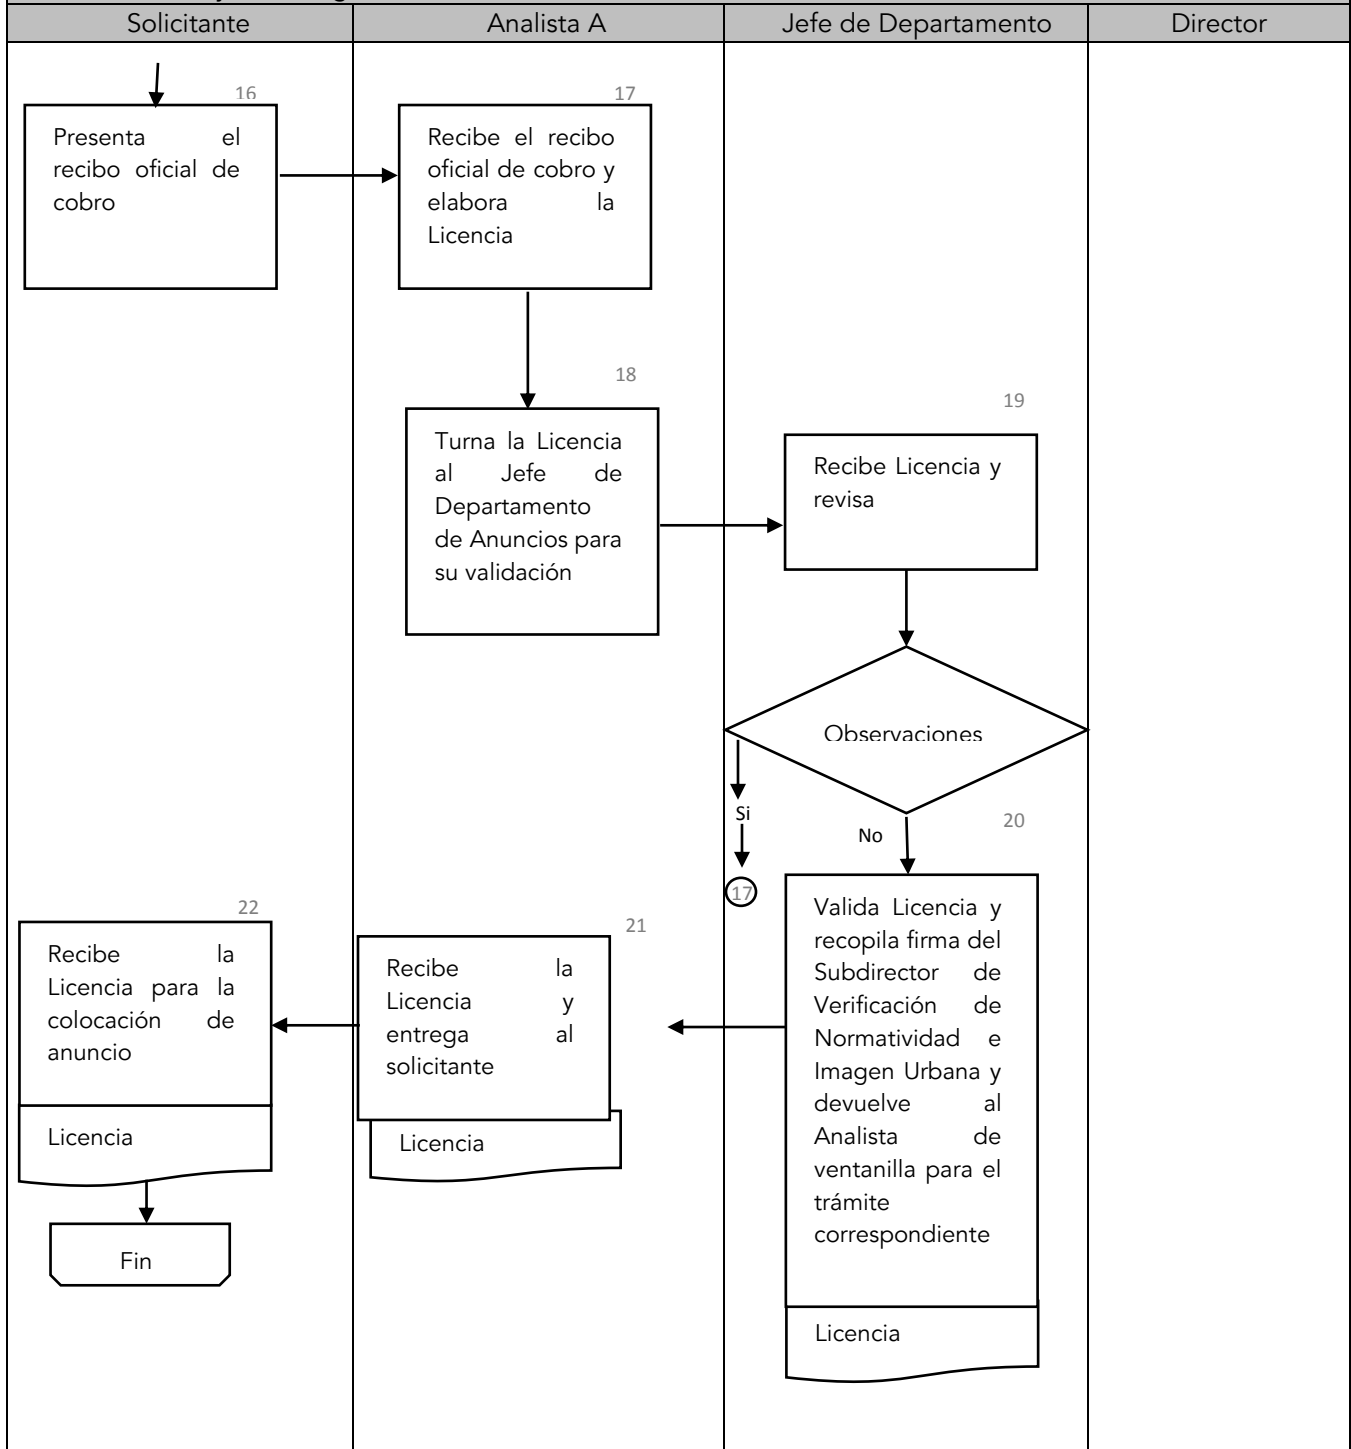 Solicitante
Analista A
Jefe de Departamento
Director
16
Presenta el
recibo oficial de
cobro
17
Recibe el recibo
oficial de cobro y
elabora la
Licencia
18
Turna la Licencia
al Jefe de
Departamento
de Anuncios para
su validación
19
Recibe Licencia y
revisa
Observaciones
Si
17
No
20
Valida Licencia y
recopila firma del
Subdirector de
Verificación de
Normatividad e
Imagen Urbana y
devuelve al
Analista de
ventanilla para el
trámite
correspondiente
Licencia
21
Recibe la
Licencia y
entrega al
solicitante
Licencia
22
Recibe la
Licencia para la
colocación de
anuncio
Licencia
Fin